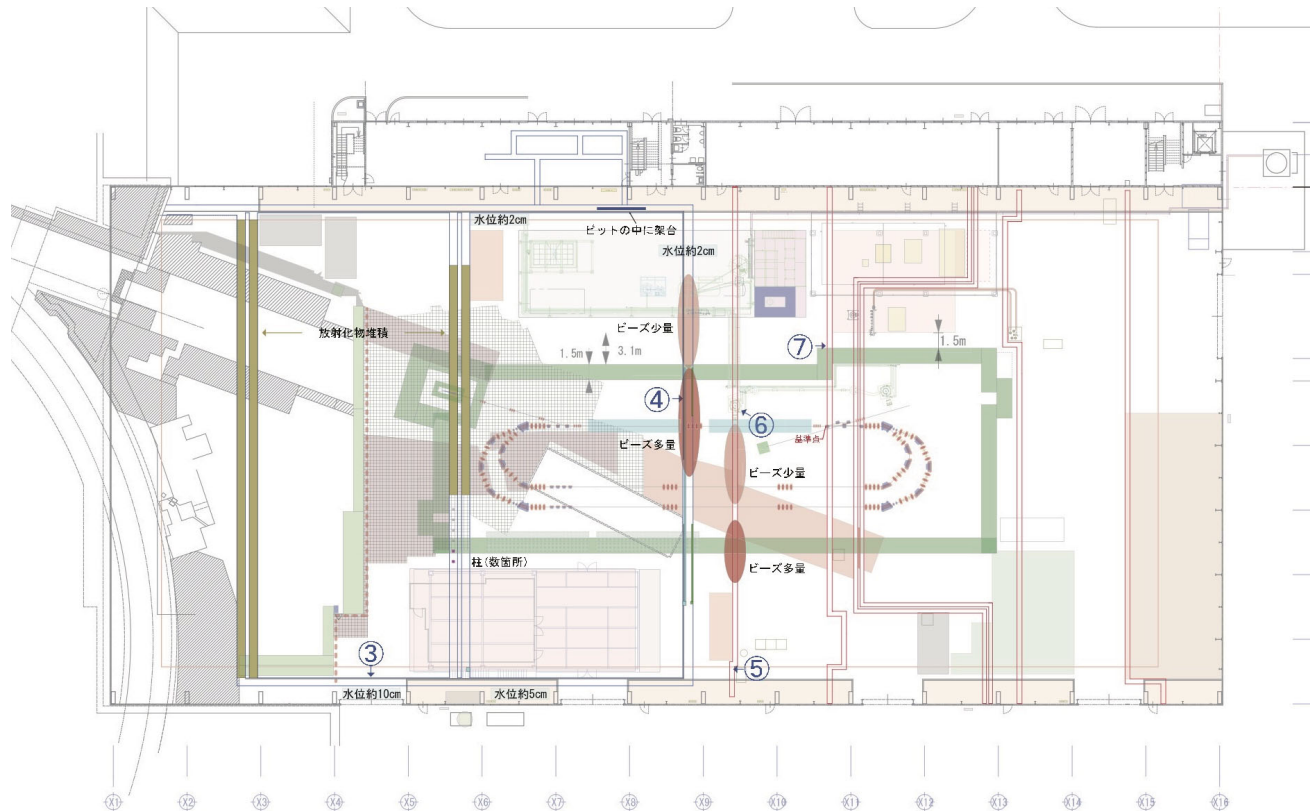 水位約2cm
ピットの中に架台
水位約2cm
放射化物堆積
ビーズ少量
1.5m
3.1m
⑦
1.5m
④
⑥
ビーズ多量
基準点
ビーズ少量
柱(数箇所)
ビーズ多量
③
⑤
水位約10cm
水位約5cm
X1
X2
X3
X4
X5
X6
X7
X8
X9
X10
X11
X12
X13
X14
X15
X16